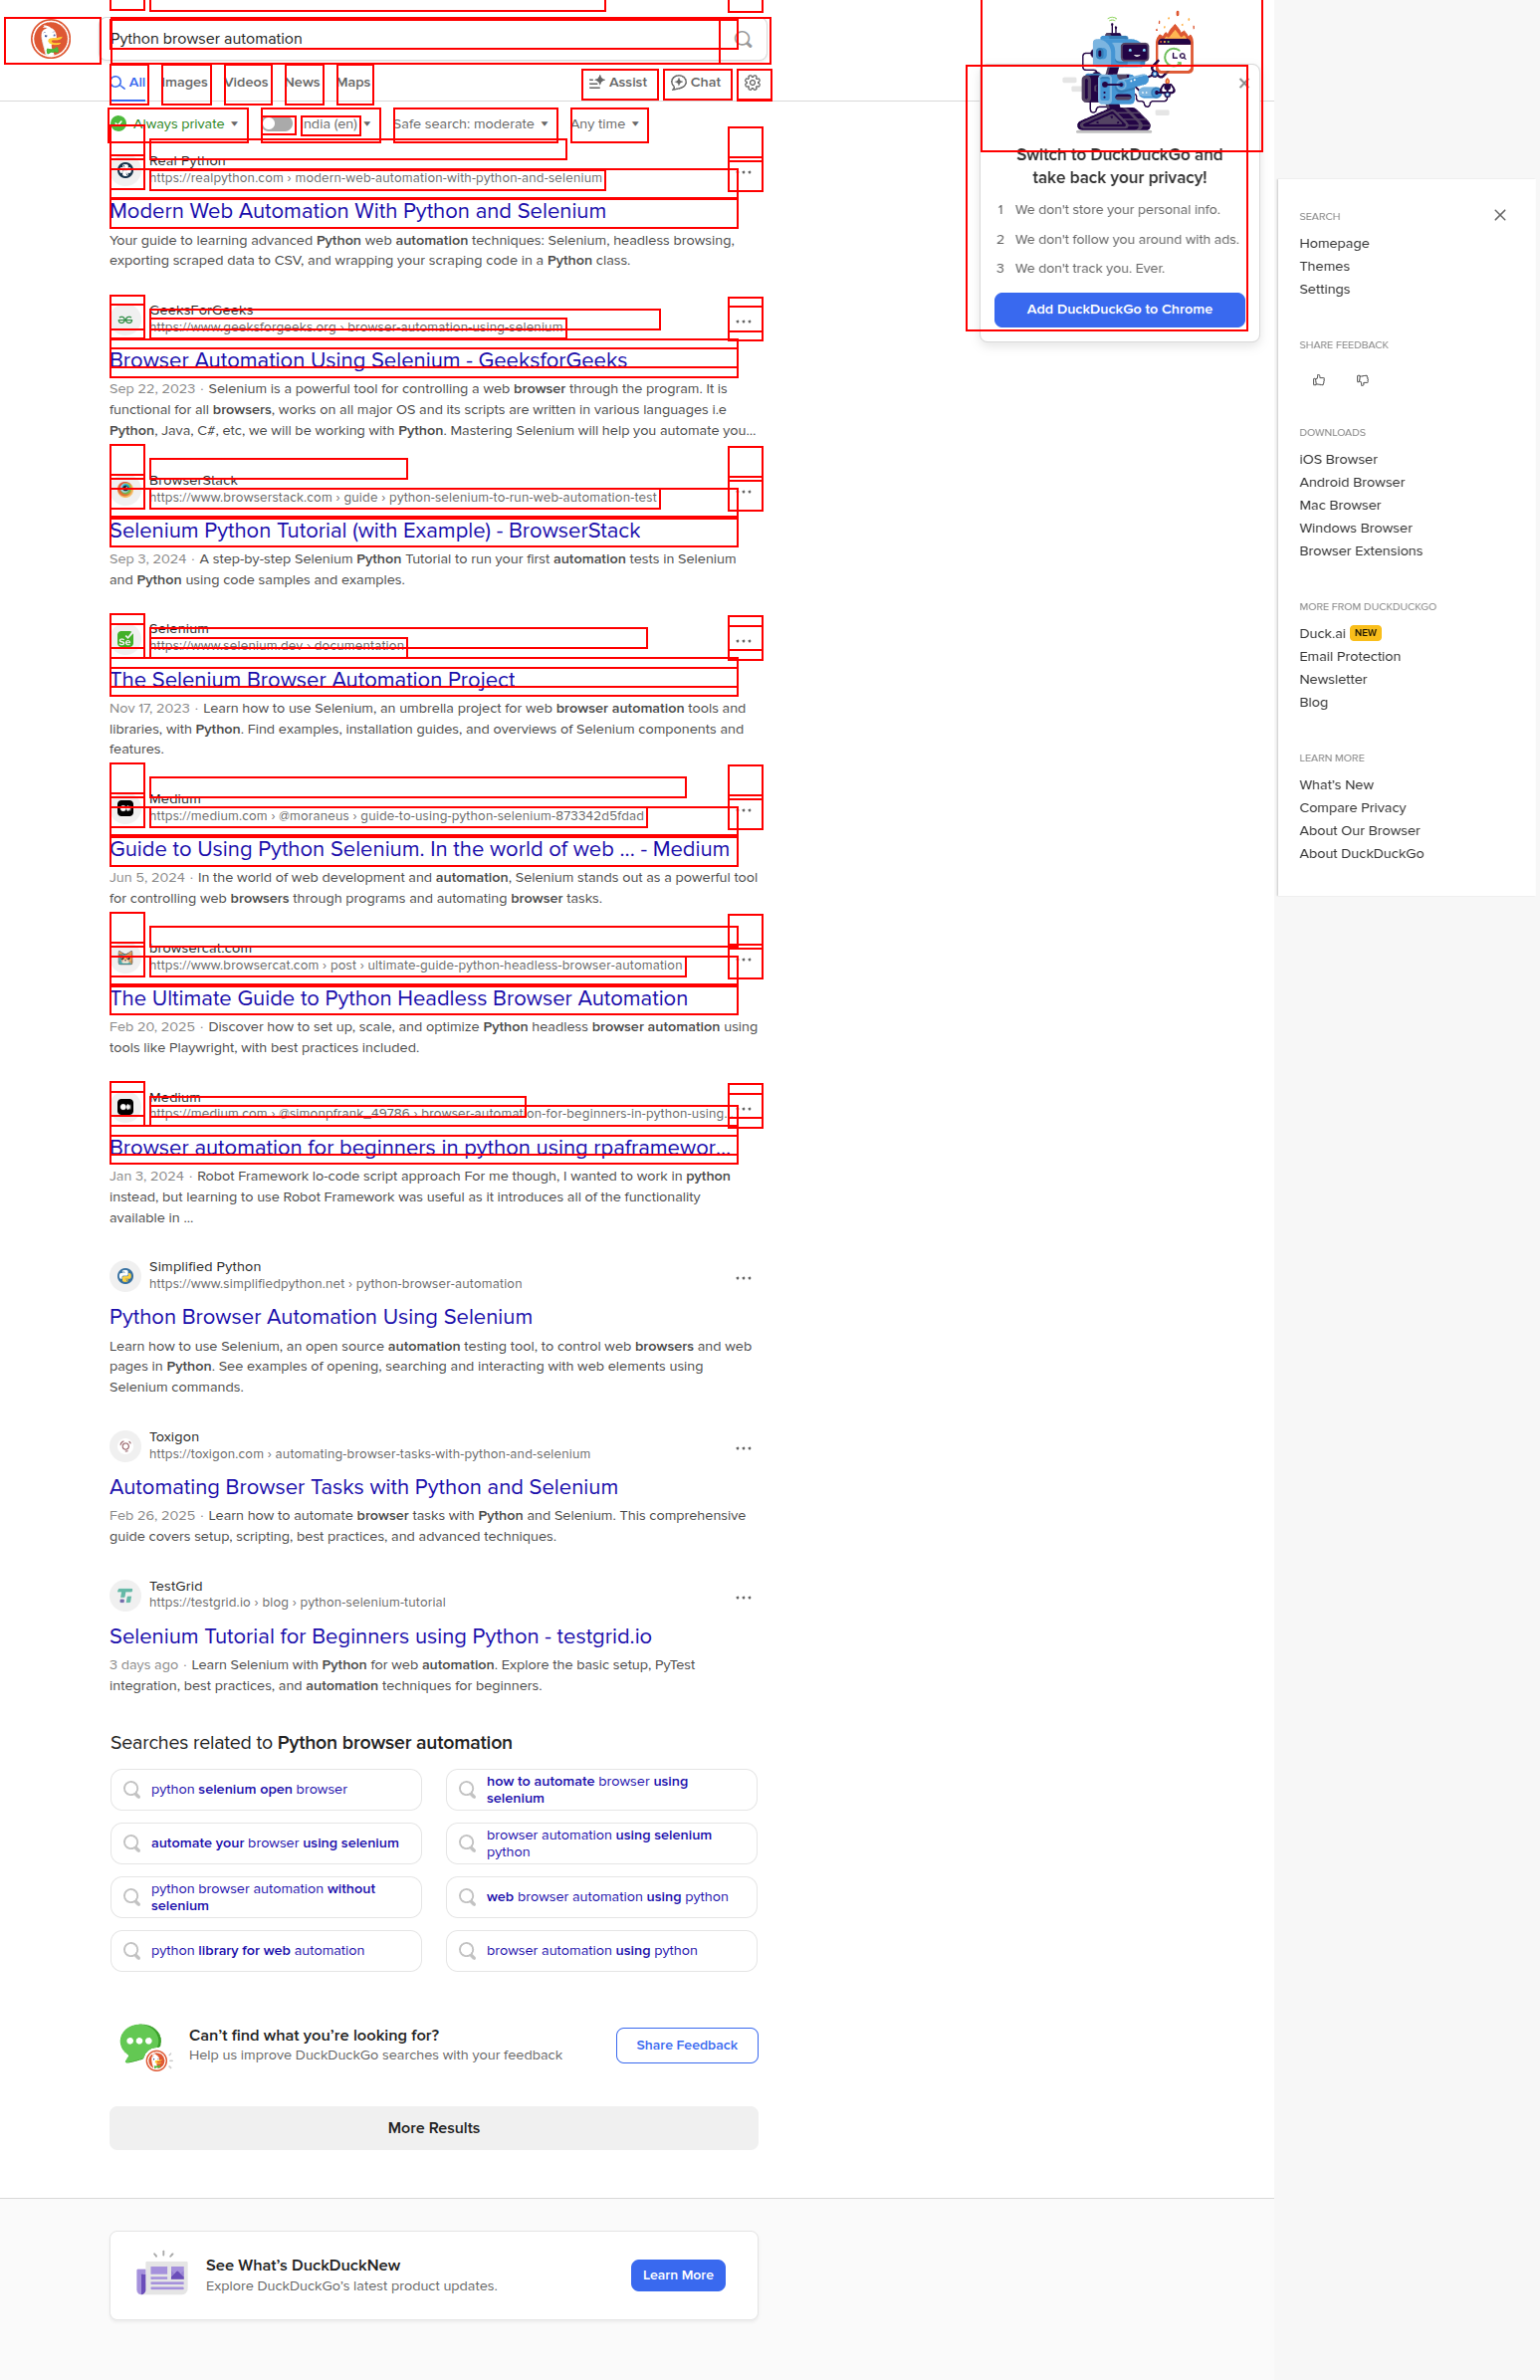 Python browser automation
All Images Videos News Maps Assist Chat
Always private India (en) Safe search: moderate Any time
Real Python
https://realpython.com › modern-web-automation-with-python-and-selenium
Modern Web Automation With Python and Selenium
Your guide to learning advanced Python web automation techniques: Selenium, headless browsing,
exporting scraped data to CSV, and wrapping your scraping code in a Python class.
GeeksForGeeks
https://www.geeksforgeeks.org › browser-automation-using-selenium
Browser Automation Using Selenium - GeeksforGeeks
Sep 22, 2023 · Selenium is a powerful tool for controlling a web browser through the program. It is
functional for all browsers, works on all major OS and its scripts are written in various languages i.e
Python, Java, C#, etc, we will be working with Python. Mastering Selenium will help you automate you...
BrowserStack
https://www.browserstack.com › guide › python-selenium-to-run-web-automation-test
Selenium Python Tutorial (with Example) - BrowserStack
Sep 3, 2024 · A step-by-step Selenium Python Tutorial to run your first automation tests in Selenium
and Python using code samples and examples.
Selenium
https://www.selenium.dev › documentation
The Selenium Browser Automation Project
Nov 17, 2023 · Learn how to use Selenium, an umbrella project for web browser automation tools and
libraries, with Python. Find examples, installation guides, and overviews of Selenium components and
features.
Medium
https://medium.com › @moraneus › guide-to-using-python-selenium-873342d5fdad
Guide to Using Python Selenium. In the world of web ... - Medium
Jun 5, 2024 · In the world of web development and automation, Selenium stands out as a powerful tool
for controlling web browsers through programs and automating browser tasks.
browsercat.com
https://www.browsercat.com › post › ultimate-guide-python-headless-browser-automation
The Ultimate Guide to Python Headless Browser Automation
Feb 20, 2025 · Discover how to set up, scale, and optimize Python headless browser automation using
tools like Playwright, with best practices included.
Medium
https://medium.com › @simonpfrank_49786 › browser-automation-for-beginners-in-python-using...
Browser automation for beginners in python using rpaframewor...
Jan 3, 2024 · Robot Framework lo-code script approach For me though, I wanted to work in python
instead, but learning to use Robot Framework was useful as it introduces all of the functionality
available in ...
Simplified Python
https://www.simplifiedpython.net › python-browser-automation
Python Browser Automation Using Selenium
Learn how to use Selenium, an open source automation testing tool, to control web browsers and web
pages in Python. See examples of opening, searching and interacting with web elements using
Selenium commands.
Toxigon
https://toxigon.com › automating-browser-tasks-with-python-and-selenium
Automating Browser Tasks with Python and Selenium
Feb 26, 2025 · Learn how to automate browser tasks with Python and Selenium. This comprehensive
guide covers setup, scripting, best practices, and advanced techniques.
TestGrid
https://testgrid.io › blog › python-selenium-tutorial
Selenium Tutorial for Beginners using Python - testgrid.io
3 days ago · Learn Selenium with Python for web automation. Explore the basic setup, PyTest
integration, best practices, and automation techniques for beginners.
Searches related to Python browser automation
python selenium open browser
how to automate browser using
selenium
automate your browser using selenium
browser automation using selenium
python
python browser automation without
selenium
web browser automation using python
python library for web automation
browser automation using python
Can't find what you're looking for?
Help us improve DuckDuckGo searches with your feedback
Share Feedback
More Results
See What's DuckDuckNew
Explore DuckDuckGo's latest product updates.
Learn More
Switch to DuckDuckGo and
take back your privacy!
1 We don't store your personal info.
2 We don't follow you around with ads.
3 We don't track you. Ever.
Add DuckDuckGo to Chrome
SEARCH
Homepage
Themes
Settings
SHARE FEEDBACK
DOWNLOADS
iOS Browser
Android Browser
Mac Browser
Windows Browser
Browser Extensions
MORE FROM DUCKDUCKGO
Duck.ai NEW
Email Protection
Newsletter
Blog
LEARN MORE
What's New
Compare Privacy
About Our Browser
About DuckDuckGo